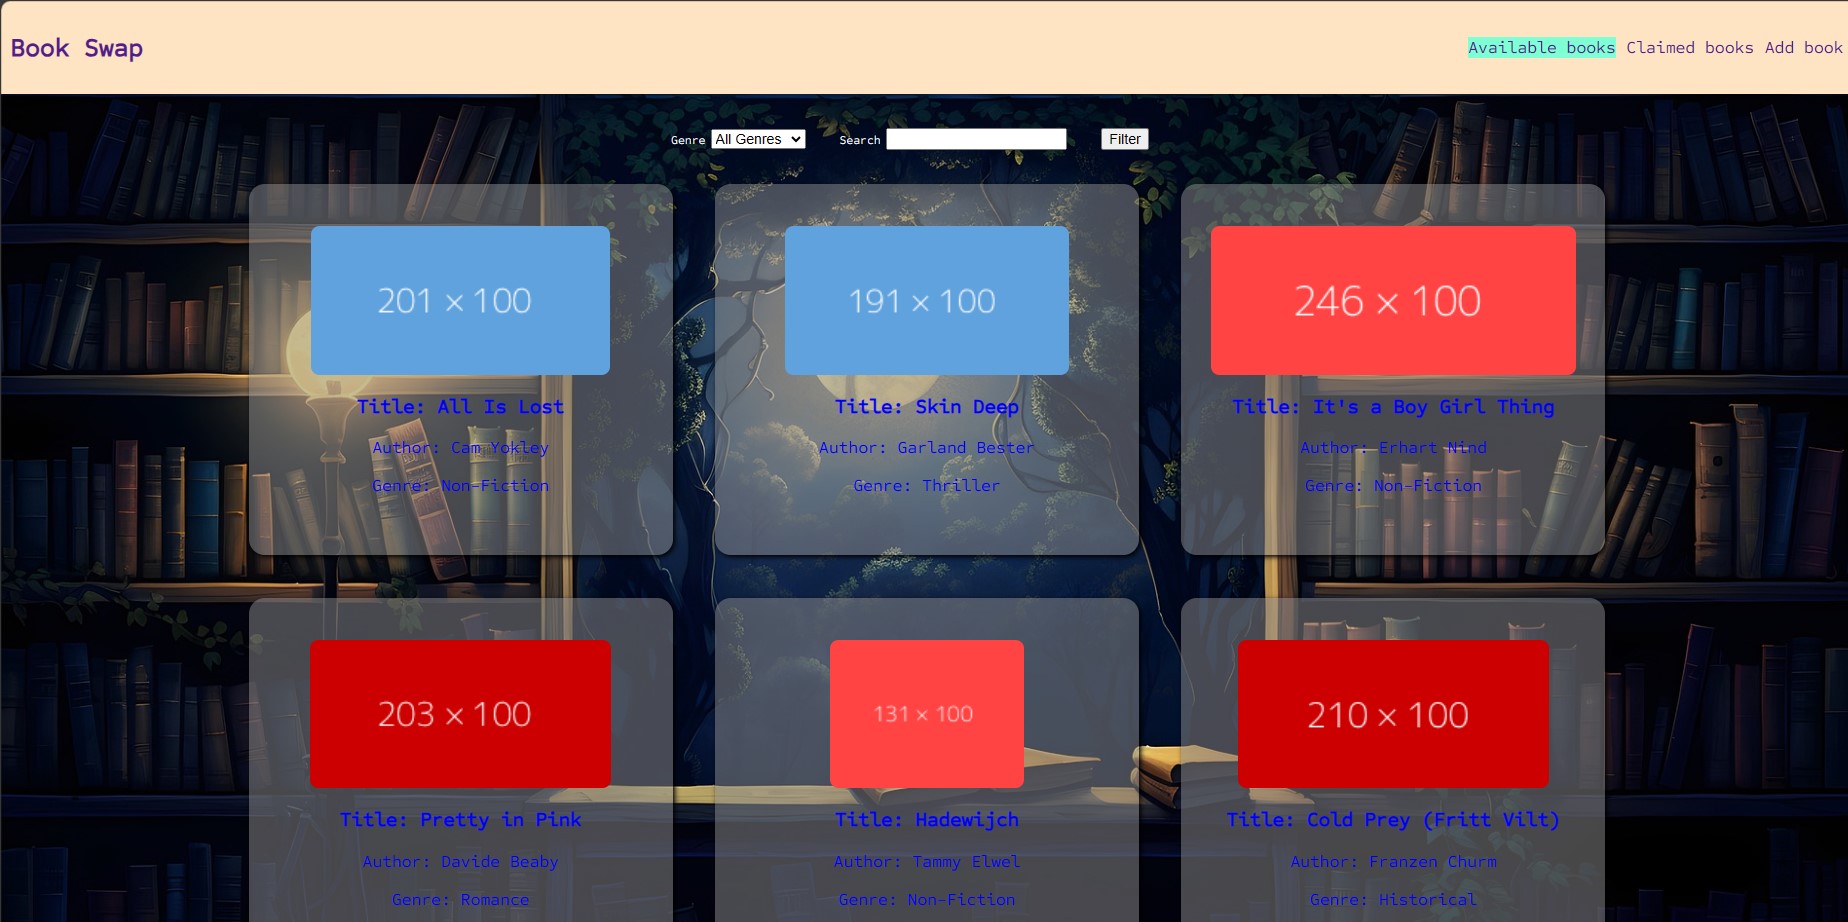 Book Swap
Available books Claimed books Add book
Genre All Genres Search Filter
201 × 100
191 × 100
246 × 100
Title: All Is Lost
Author: Cam Yokley
Genre: Non-Fiction
Title: Skin Deep
Author: Garland Bester
Genre: Thriller
Title: It's a Boy Girl Thing
Author: Erhart Nind
Genre: Non-Fiction
203 × 100
131 × 100
210 × 100
Title: Pretty in Pink
Author: Davide Beaby
Genre: Romance
Title: Hadewijch
Author: Tammy Elwel
Genre: Non-Fiction
Title: Cold Prey (Fritt Vilt)
Author: Franzen Churm
Genre: Historical